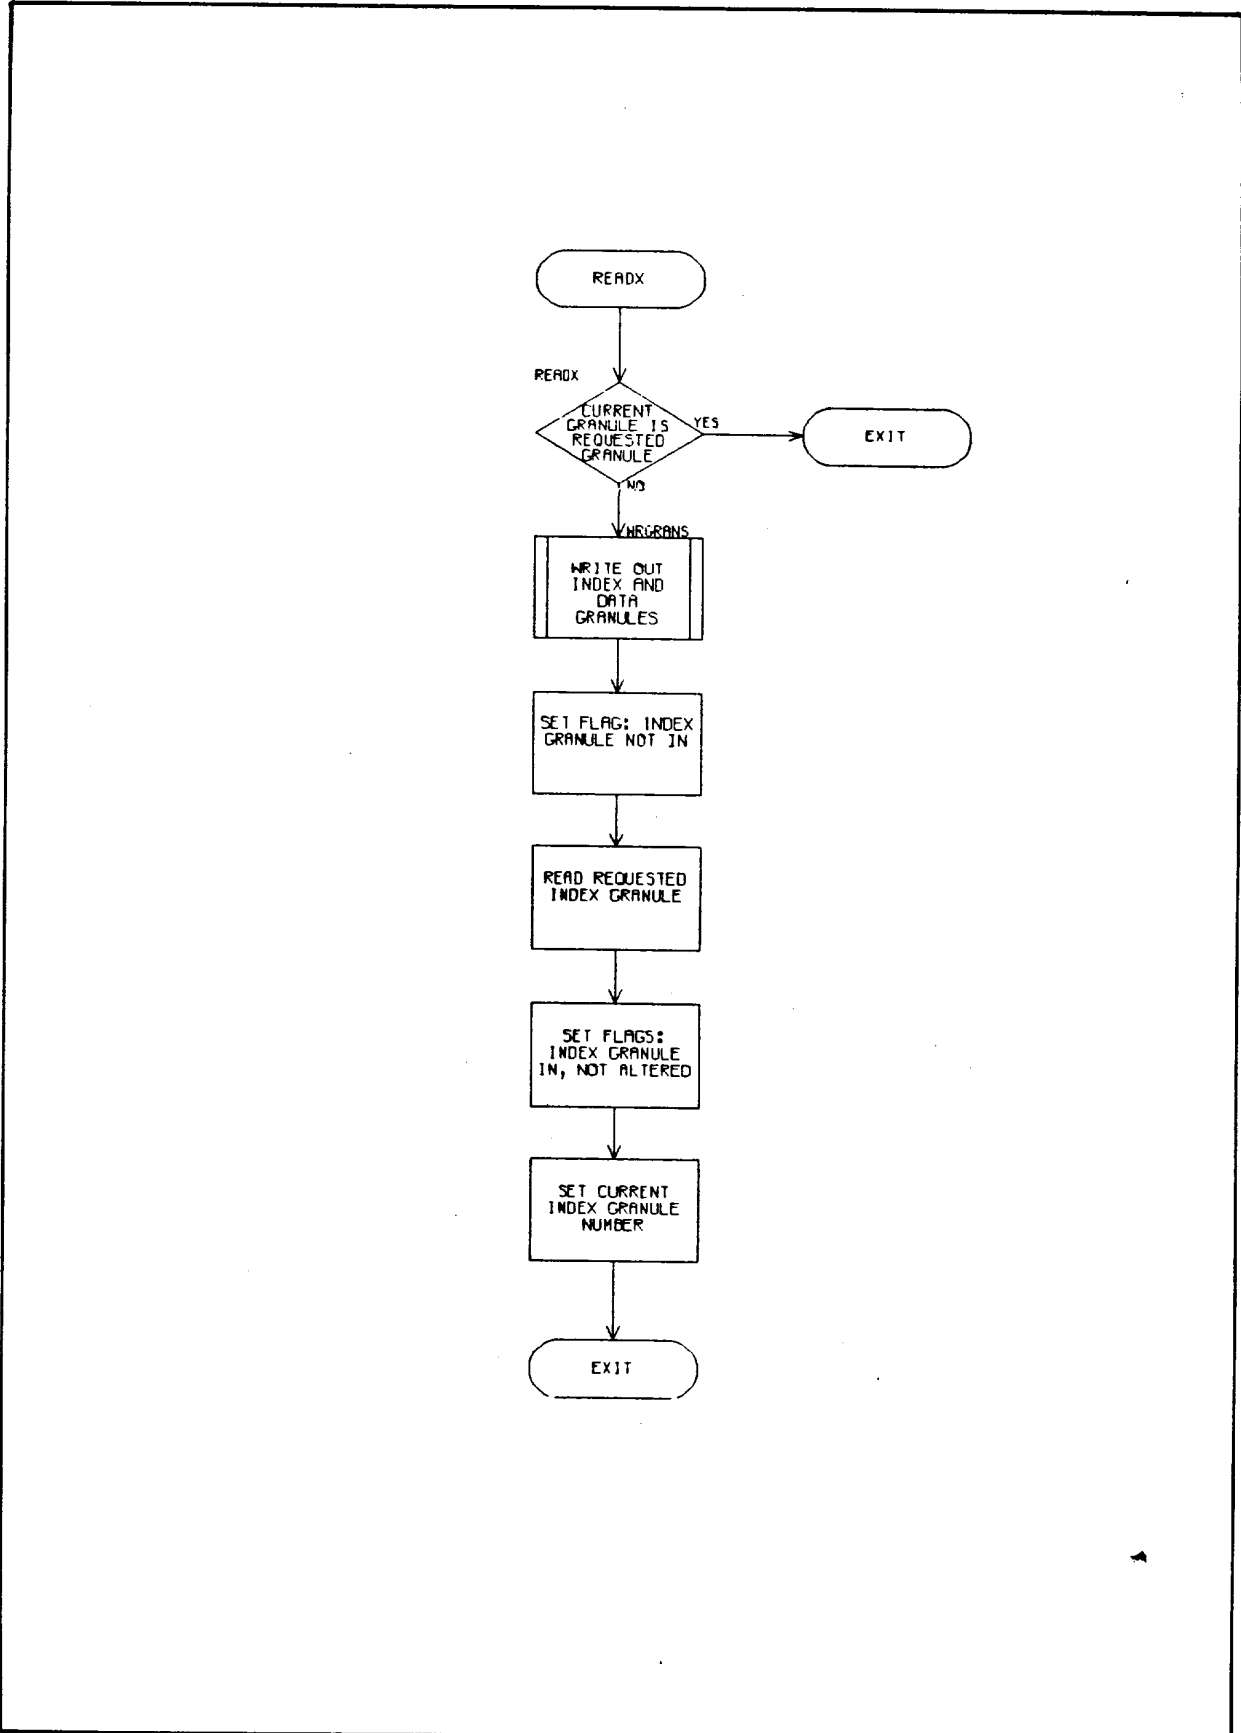 READX
READX
CURRENT
GRANULE IS
REQUESTED
GRANULE
YES
EXIT
NO
WRGRANS
WRITE OUT
INDEX AND
DATA
GRANULES
SET FLAG: INDEX
GRANULE NOT IN
READ REQUESTED
INDEX GRANULE
SET FLAGS:
INDEX GRANULE
IN, NOT ALTERED
SET CURRENT
INDEX GRANULE
NUMBER
EXIT